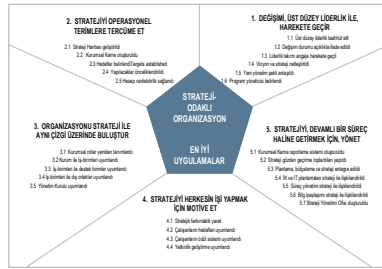 2. STRATEJİYİ OPERASYONEL
TERİMLERE TERCÜME ET
2.1 Strateji Haritası geliştirildi
2.2 Kurumsal Karne oluşturuldu
2.3 Hedefler belirlendiTargets established
2.4 Yapılacaklar önceliklendirildi
2.5 Hesap verilebilirlik sağlandı
1. DEĞİŞİMİ, ÜST DÜZEY LİDERLİK İLE,
HAREKETE GEÇİR
1.1 Üst düzey liderlik taahhüt etti
1.2 Değişim durumu açıklıkla ifade edildi
1.3 Liderlik takımı angaje harekete geçti
1.4 Vizyon ve strateji netleştirildi
1.5 Yeni yönetim şekli anlaşıldı
1.6 Program yöneticisi belirlendi
STRATEJİ-
ODAKLI
ORGANİZASYON
EN İYİ
UYGULAMALAR
3. ORGANİZASYONU STRATEJİ İLE
AYNI ÇİZGİ ÜZERİNDE BULUŞTUR
3.1 Kurumsal roller yeniden tanımlandı
3.2 Kurum ile İş-birimleri uyumlandı
3.3 İş-birimleri ile destek birimler uyumlandı
3.4 İş-birimleri ile dış ortaklar uyumlandı
3.5 Yönetim Kurulu uyumlandı
5. STRATEJİYİ, DEVAMLI BİR SÜREÇ
HALİNE GETİRMEK İÇİN, YÖNET
5.1 Kurumsal Karne raporlama sistemi oluşturuldu
5.2 Strateji gözden geçirme toplantıları yapıldı
5.3 Planlama, bütçeleme ve strateji entegre edildi
5.4 İK ve IT planlamaları strateji ile ilişkilendirildi
5.5 Süreç yönetimi strateji ile ilişkilendirildi
5.6 Bilgi paylaşımı strateji ile ilişkilendirildi
5.7 Strateji Yönetimi Ofisi oluşturuldu
4. STRATEJİYİ HERKESİN İŞİ YAPMAK
İÇİN MOTİVE ET
4.1 Stratejik farkındalık yarat
4.2 Çalışanların hedefleri uyumlandı
4.3 Çalışanların ödül sistemi uyumlandı
4.4 Yetkinlik geliştirme uyumlandı